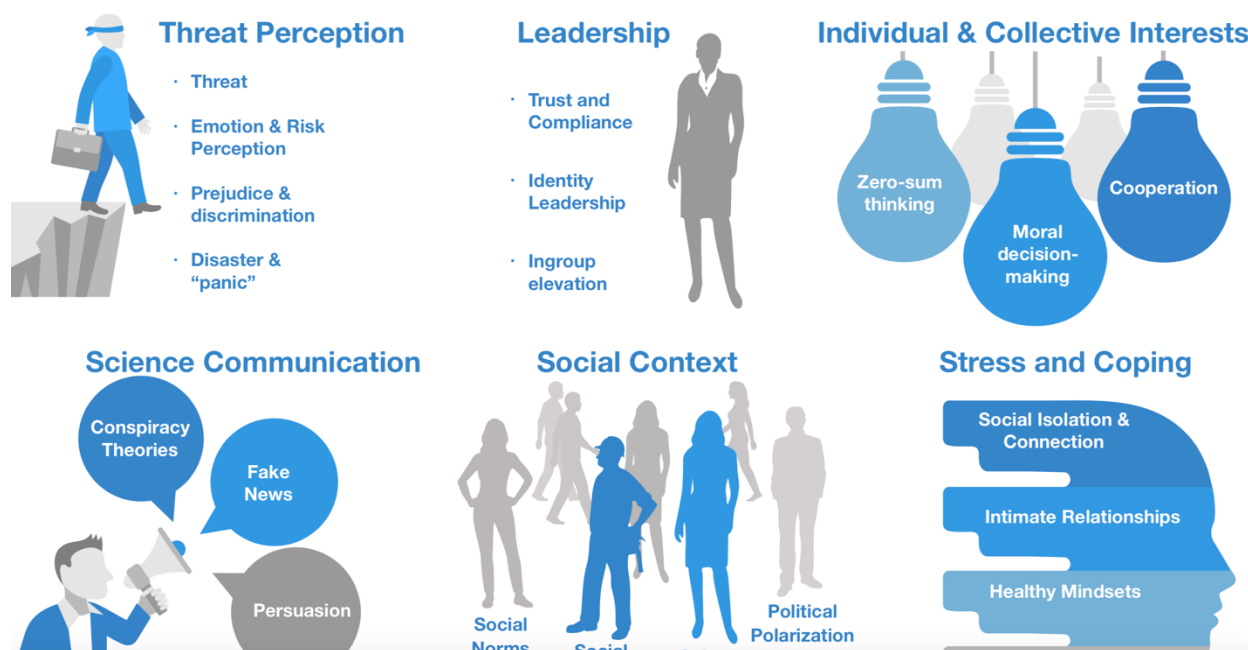 Threat Perception
· Threat
· Emotion & Risk
Perception
· Prejudice &
discrimination
· Disaster &
“panic”
Leadership
· Trust and
Compliance
· Identity
Leadership
· Ingroup
elevation
Individual & Collective Interests
Zero-sum
thinking
Moral
decision-
making
Cooperation
Science Communication
Conspiracy
Theories
Fake
News
Persuasion
Social Context
Social
Norms
Social
Political
Polarization
Stress and Coping
Social Isolation &
Connection
Intimate Relationships
Healthy Mindsets